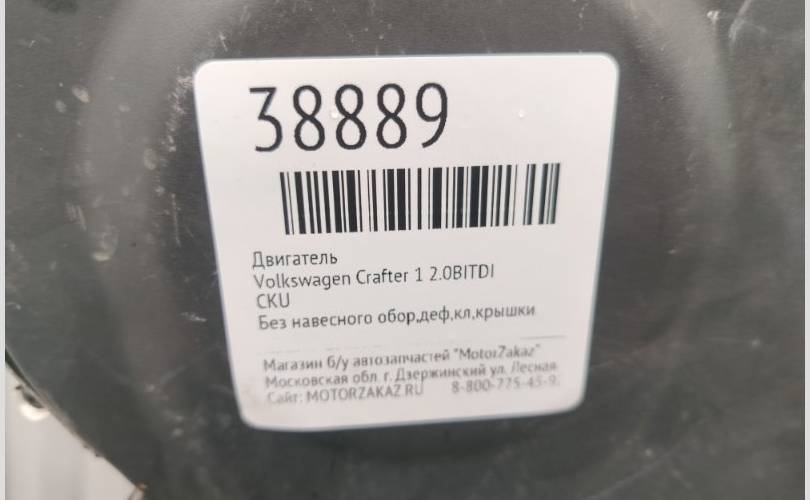 38889
Двигатель
Volkswagen Crafter 1 2.0BITDI
CKU
Без навесного обор,деф,кл,крышки
Магазин б/у автозапчастей "MotorZakaz"
Московская обл. г. Дзержинский ул. Лесная
Сайт: MOTORZAKAZ.RU 8-800-775-45-9